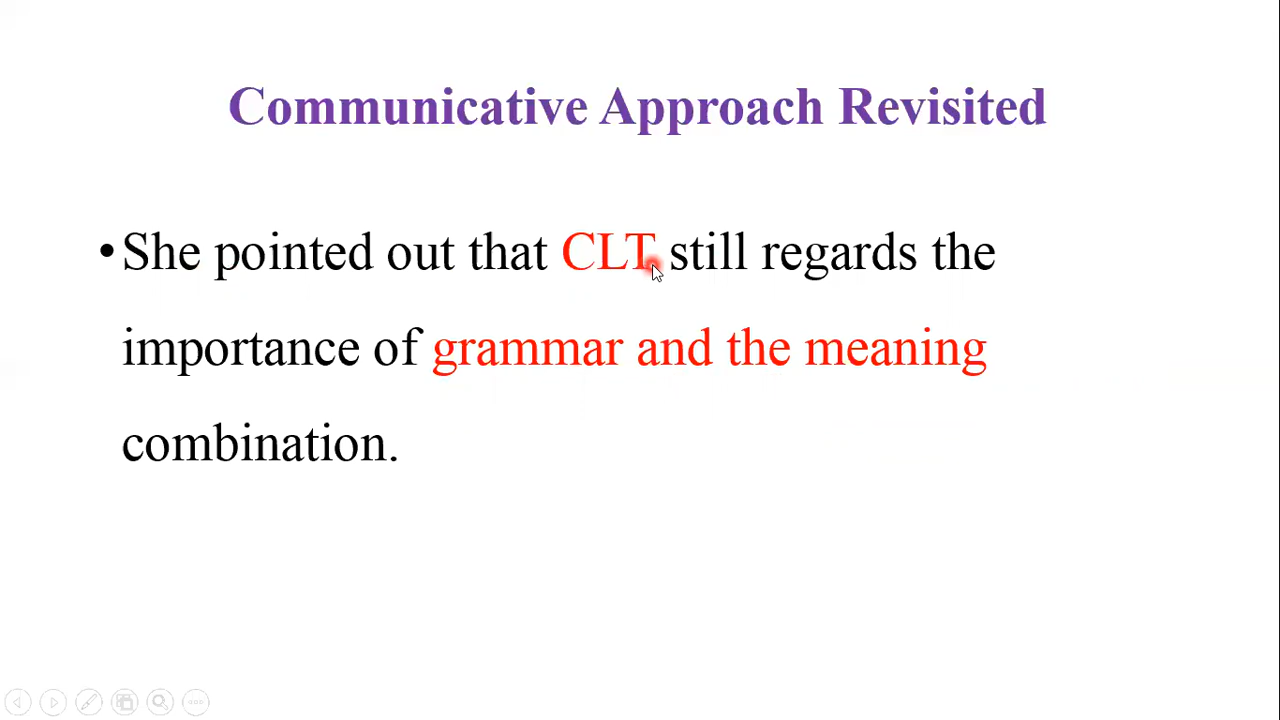 Communicative Approach Revisited
•She pointed out that CLT still regards the
importance of grammar and the meaning
combination.